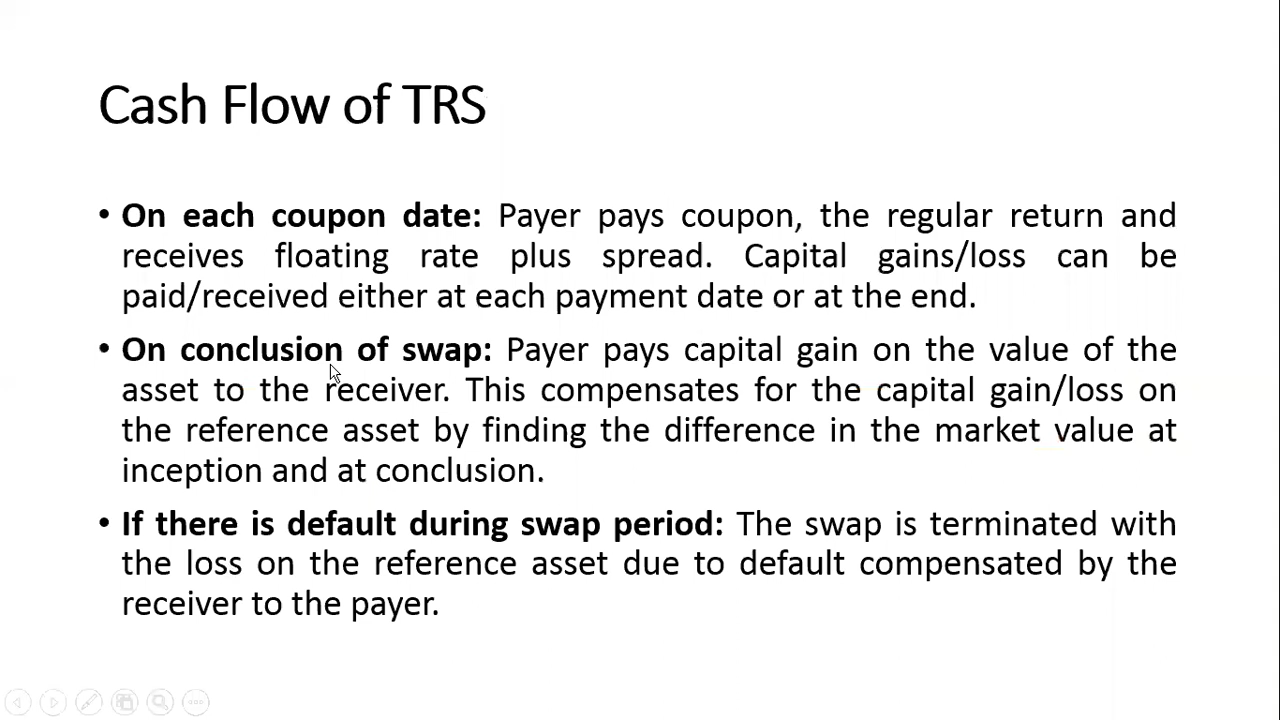 Cash Flow of TRS
• On each coupon date: Payer pays coupon, the regular return and
receives floating rate plus spread. Capital gains/loss can be
paid/received either at each payment date or at the end.
• On conclusion of swap: Payer pays capital gain on the value of the
asset to the receiver. This compensates for the capital gain/loss on
the reference asset by finding the difference in the market value at
inception and at conclusion.
• If there is default during swap period: The swap is terminated with
the loss on the reference asset due to default compensated by the
receiver to the payer.